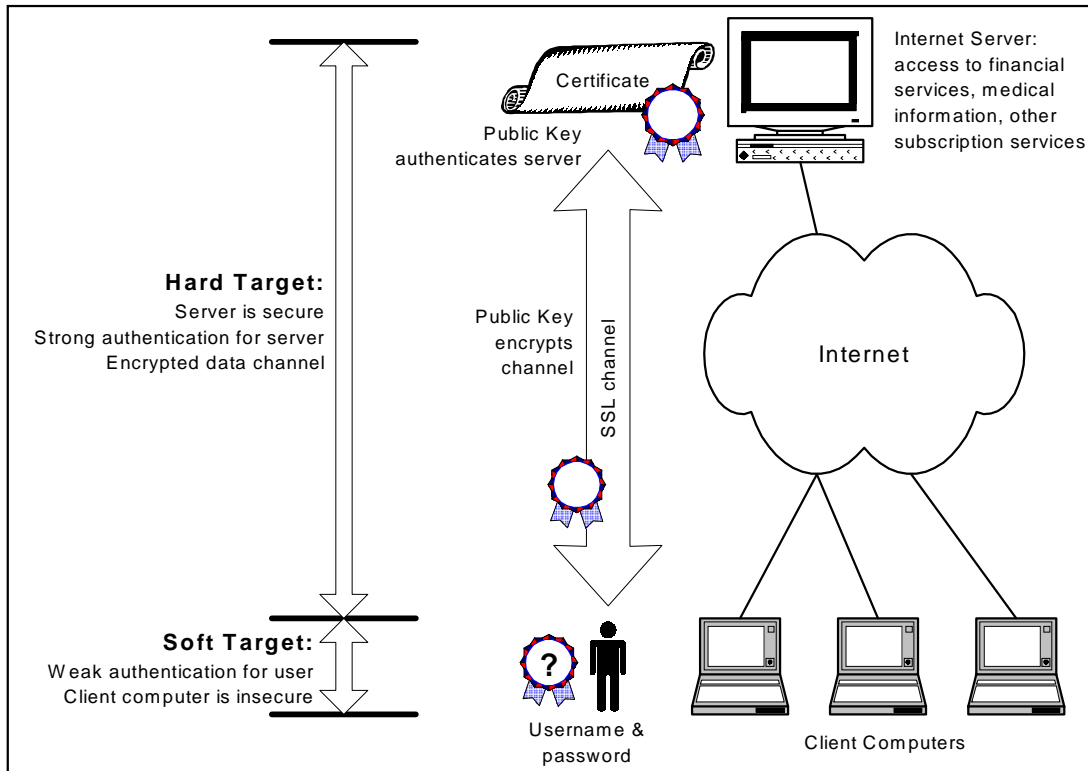 Certificate
Public Key
authenticates server
Internet Server:
access to financial
services, medical
information, other
subscription services
Hard Target:
Server is secure
Strong authentication for server
Encrypted data channel
Public Key
encrypts
channel
SSL channel
Internet
Soft Target:
Weak authentication for user
Client computer is insecure
?
Username &
password
Client Computers